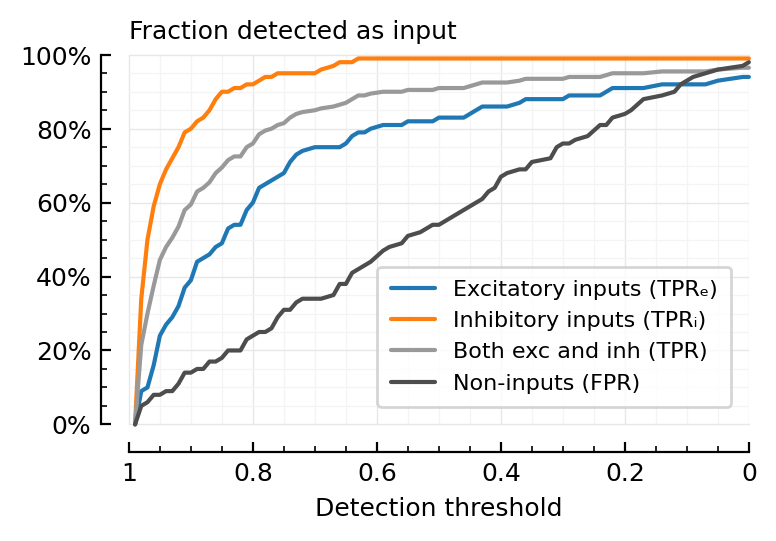 Fraction detected as input
100%
80%
60%
40%
20%
0%
Excitatory inputs (TPRₑ)
Inhibitory inputs (TPRᵢ)
Both exc and inh (TPR)
Non-inputs (FPR)
1 0.8 0.6 0.4 0.2 0
Detection threshold